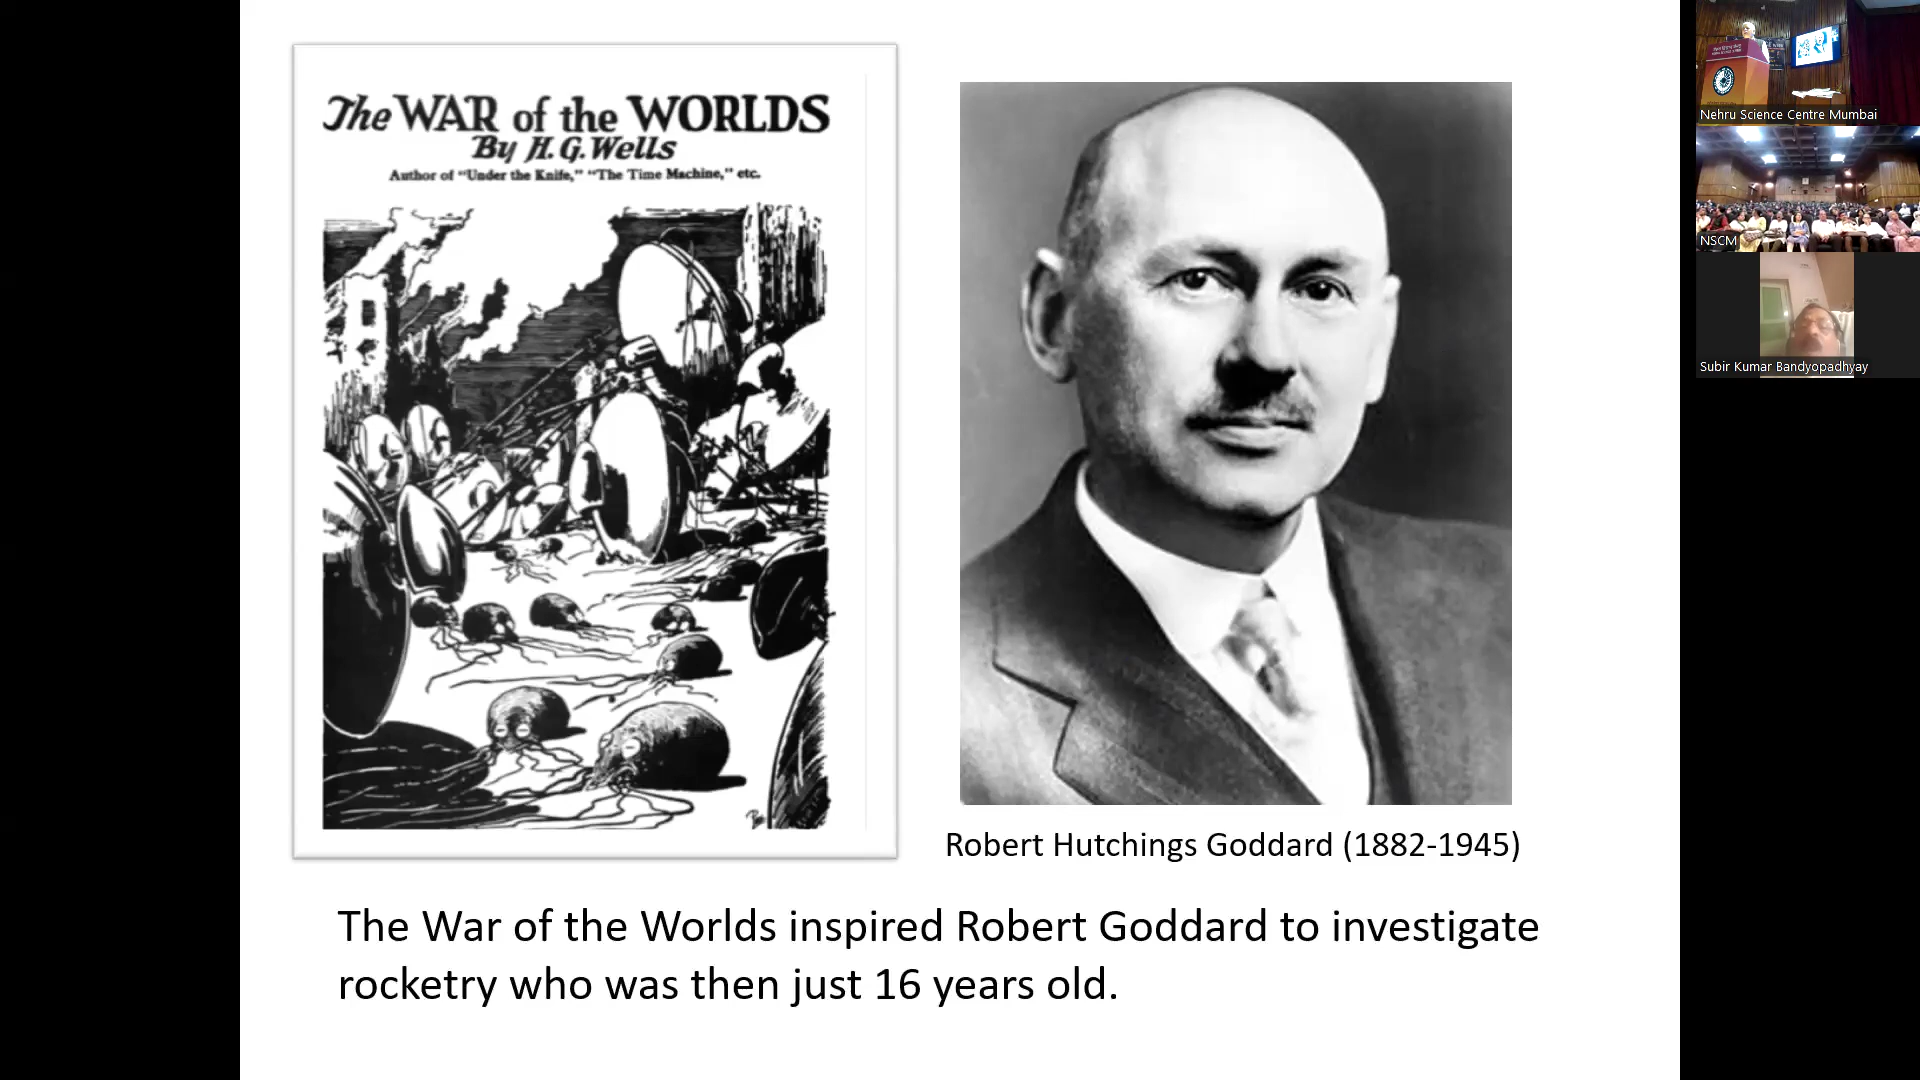 The WAR of the WORLDS
By H. G. Wells
Author of "Under the Knife," "The Time Machine," etc.
Robert Hutchings Goddard (1882-1945)
The War of the Worlds inspired Robert Goddard to investigate
rocketry who was then just 16 years old.
Nehru Science Centre Mumbai
NSCM
Subir Kumar Bandyopadhyay